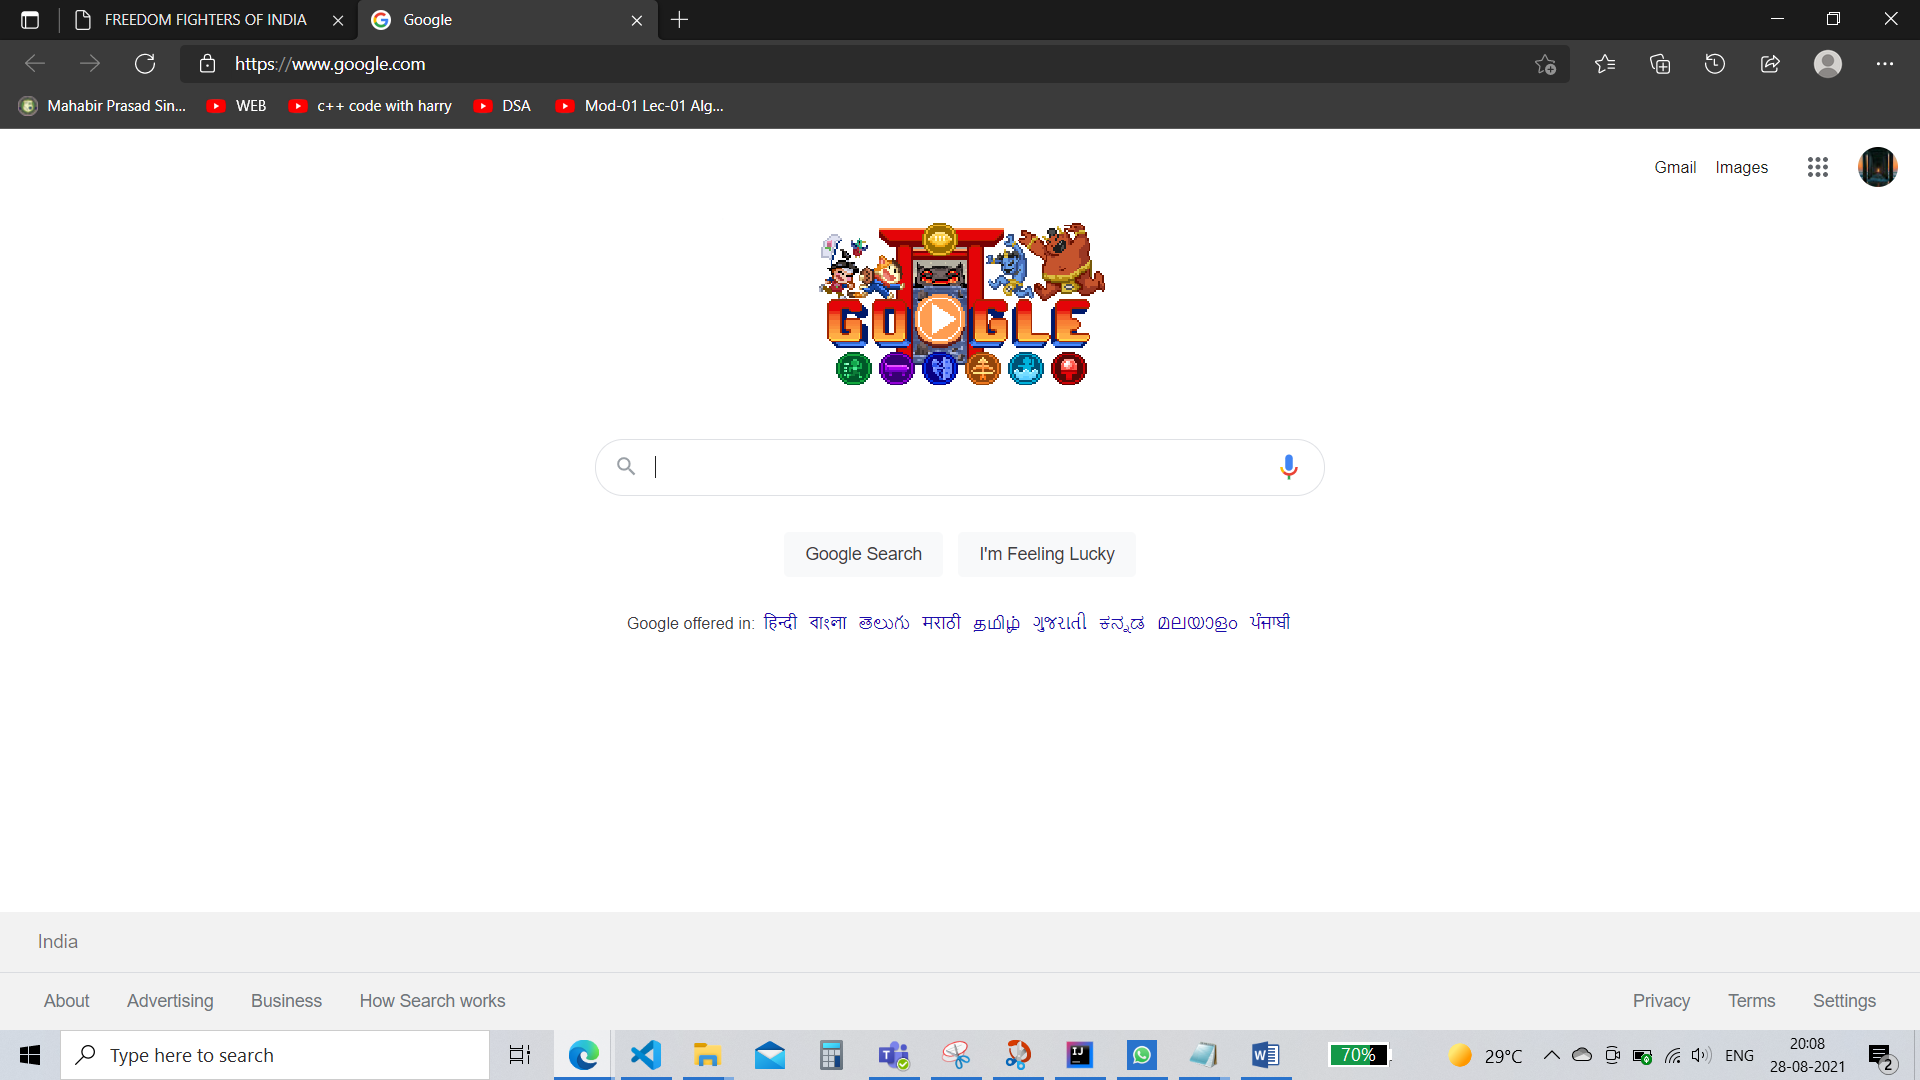 FREEDOM FIGHTERS OF INDIA Google
https://www.google.com
Mahabir Prasad Sin... WEB c++ code with harry DSA Mod-01 Lec-01 Alg...
Gmail Images
GOOGLE
Google Search I'm Feeling Lucky
Google offered in: हिन्दी বাংলা తెలుగు मराठी தமிழ் ગુજરાતી ಕನ್ನಡ മലയാളം ਪੰਜਾਬੀ
India
About Advertising Business How Search works Privacy Terms Settings
Type here to search 70% 29°C ENG 20:08
28-08-2021 2